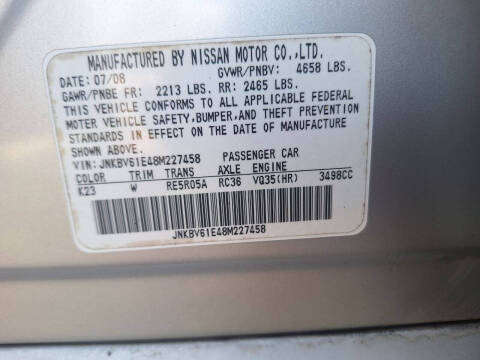 MANUFACTURED BY NISSAN MOTOR CO.,LTD.
DATE: 07/08 GVWR/PNBV: 4658 LBS.
GAWR/PNBE FR: 2213 LBS. RR: 2465 LBS.
THIS VEHICLE CONFORMS TO ALL APPLICABLE FEDERAL
MOTOR VEHICLE SAFETY,BUMPER,AND THEFT PREVENTION
STANDARDS IN EFFECT ON THE DATE OF MANUFACTURE
SHOWN ABOVE.
VIN: JNKBV61E48M227458 PASSENGER CAR
COLOR TRIM TRANS AXLE ENGINE
K23 W RE5R05A RC36 VQ35(HR) 3498CC
JNKBV61E48M227458